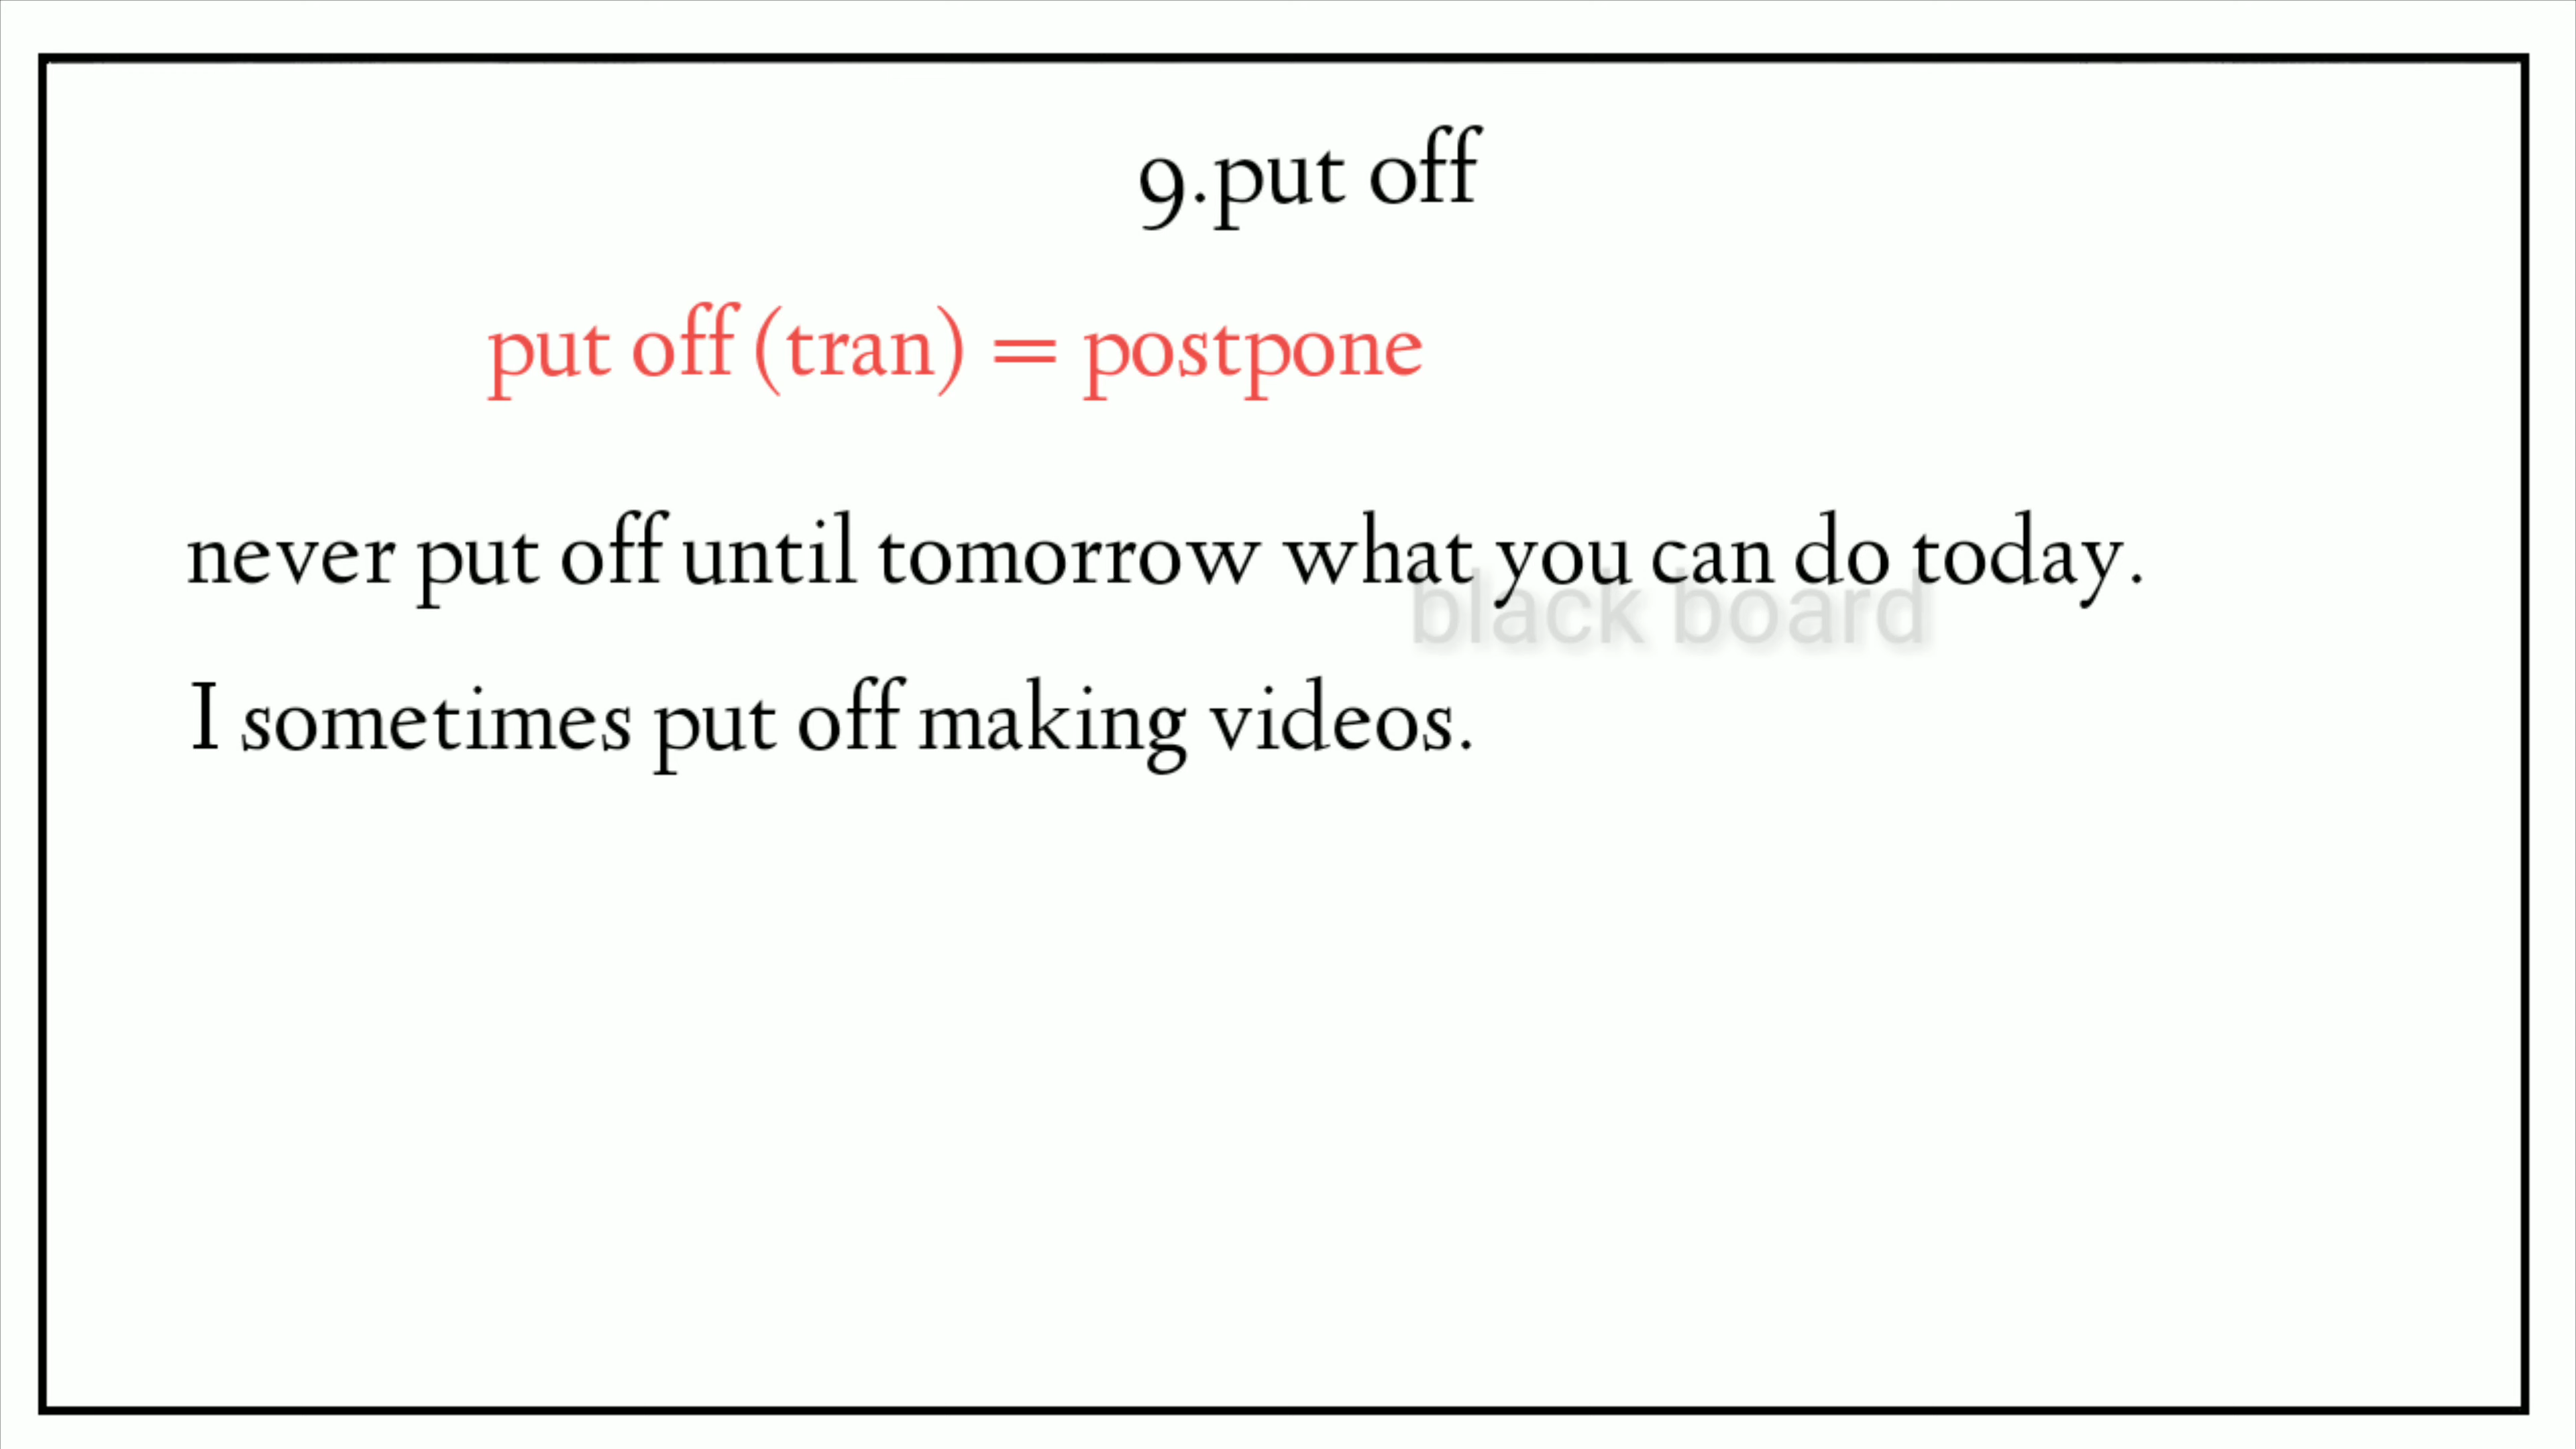 9.put off
put off (tran) = postpone
never put off until tomorrow what you can do today.
black board
I sometimes put off making videos.